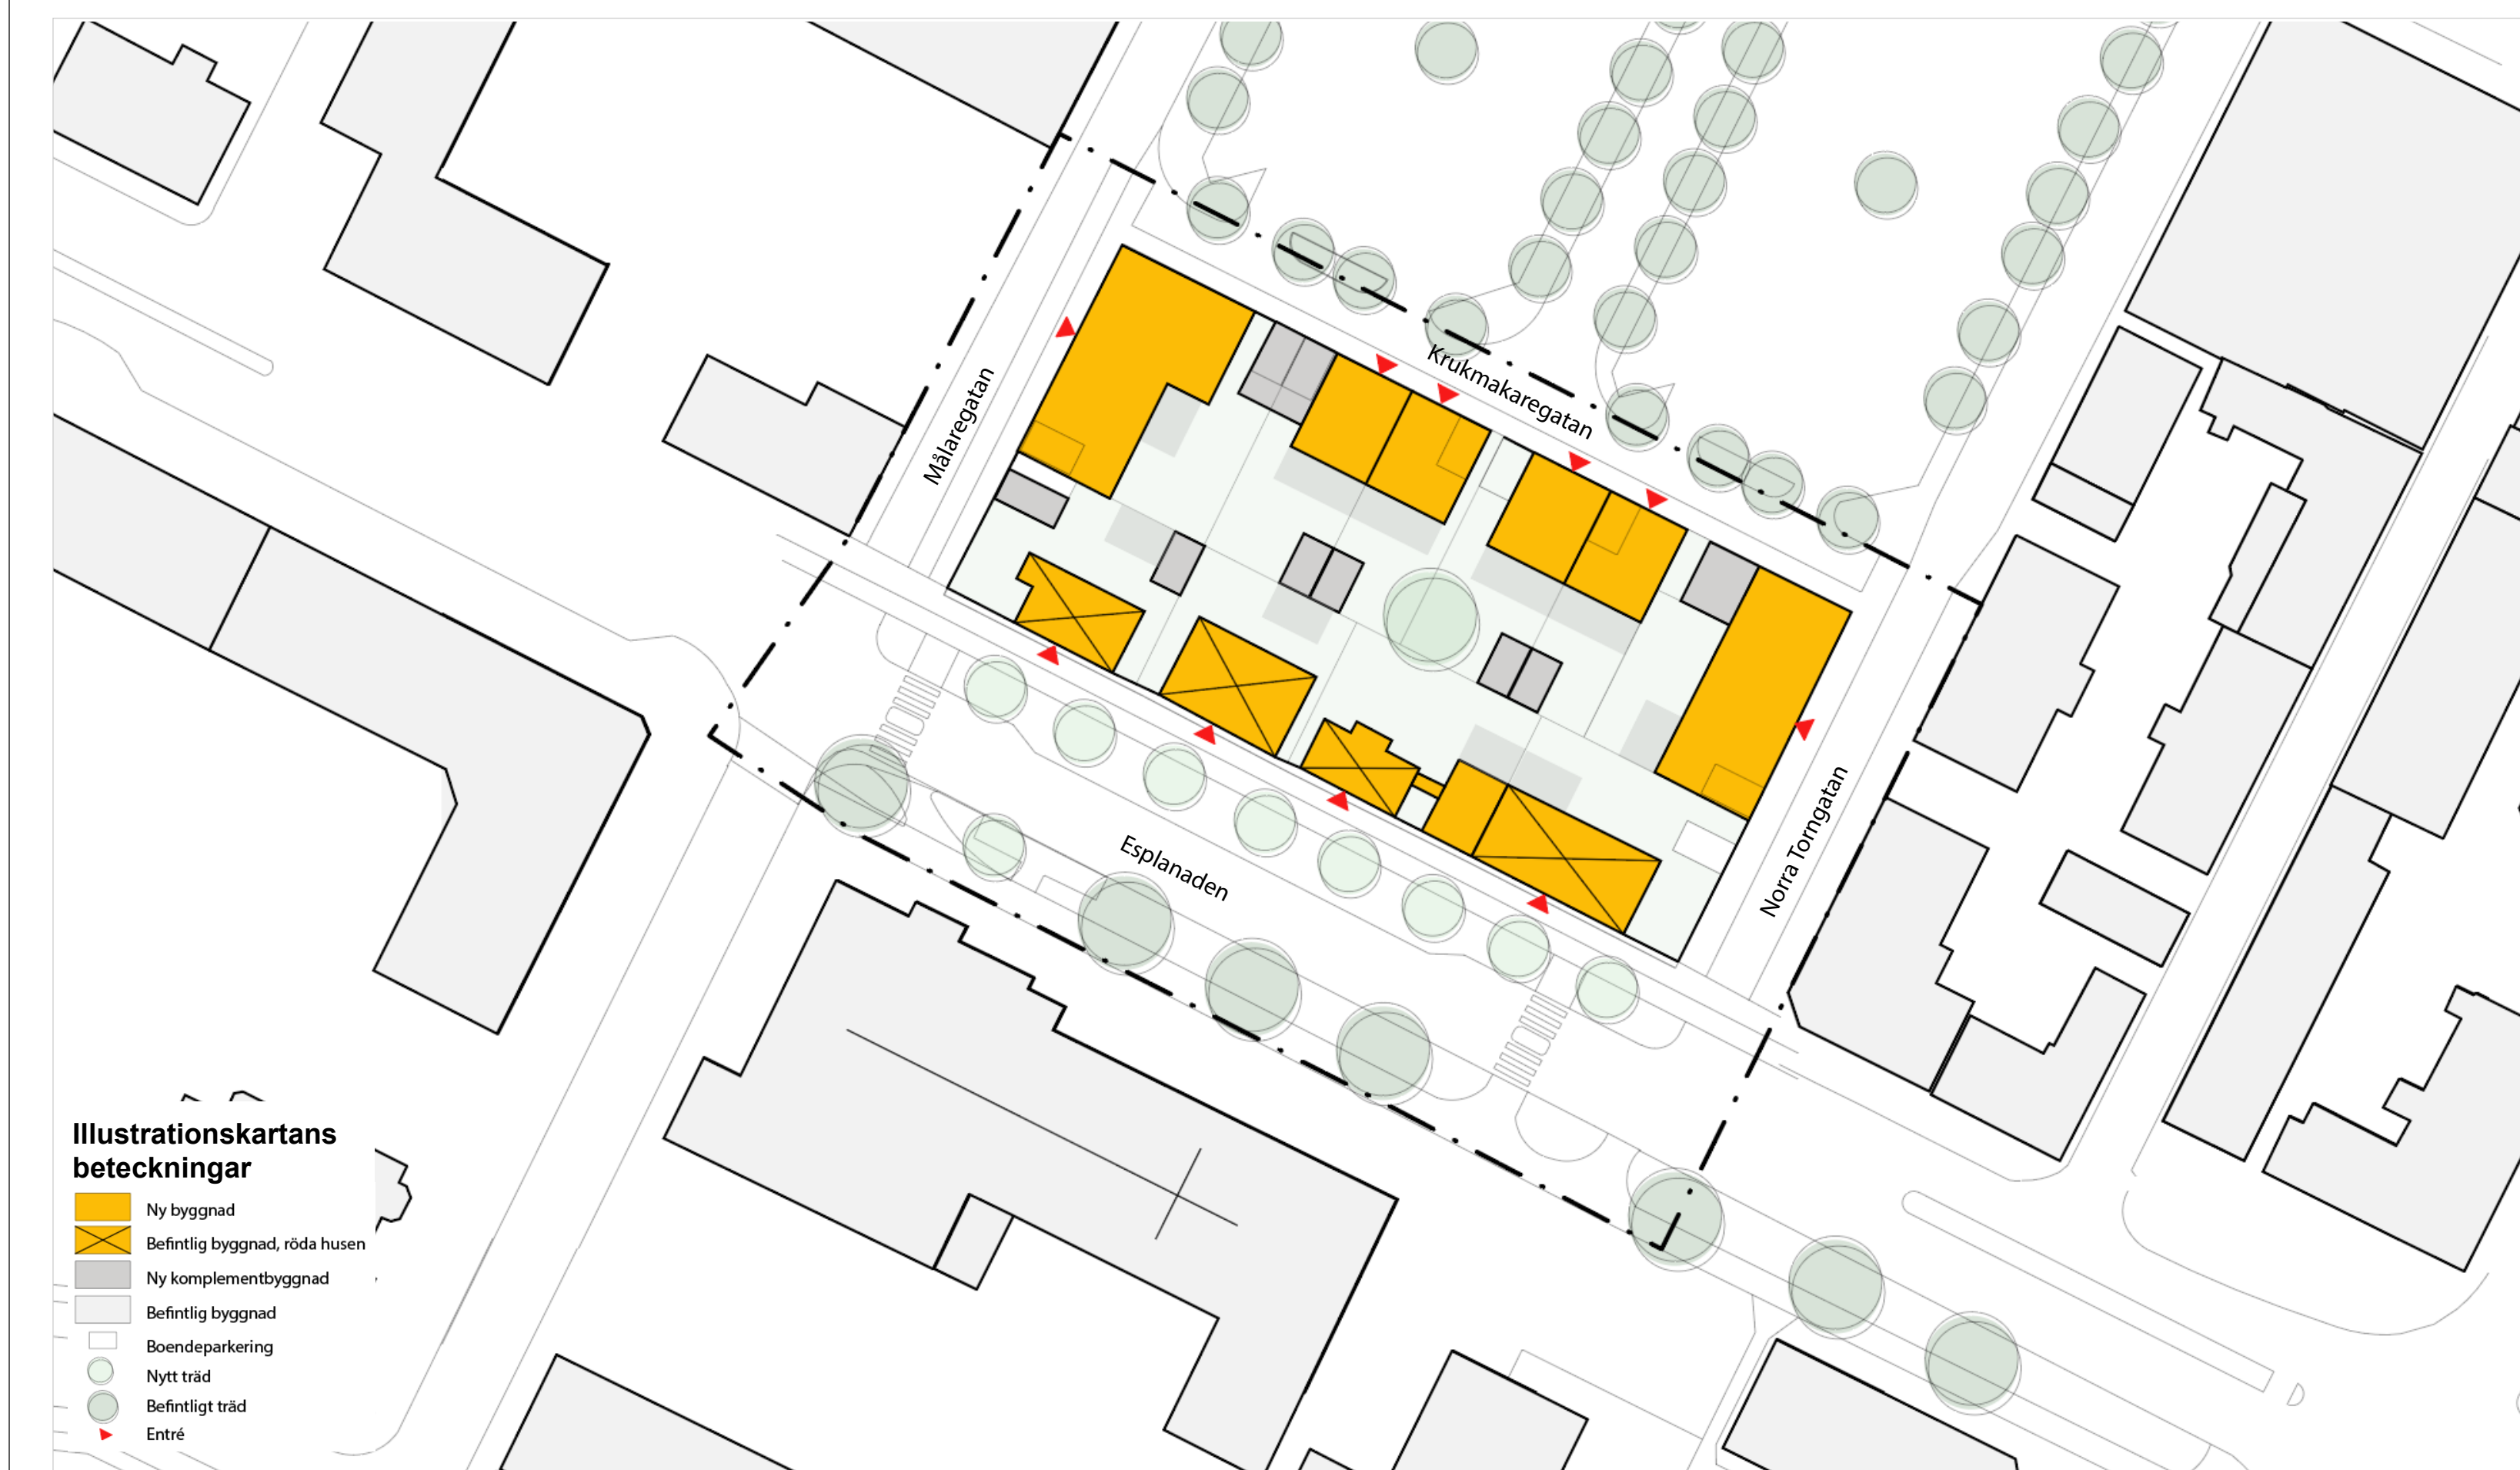 Krukmakaregatan
Målaregatan
Norra Torngatan
Esplanaden
Illustrationskartans
beteckningar
Ny byggnad
Befintlig byggnad, röda husen
Ny komplementbyggnad
Befintlig byggnad
Boendeparkering
Nytt träd
Befintligt träd
Entré